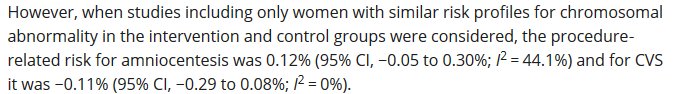 However, when studies including only women with similar risk profiles for chromosomal
abnormality in the intervention and control groups were considered, the procedure-
related risk for amniocentesis was 0.12% (95% CI, −0.05 to 0.30%; I² = 44.1%) and for CVS
it was −0.11% (95% CI, −0.29 to 0.08%; I² = 0%).